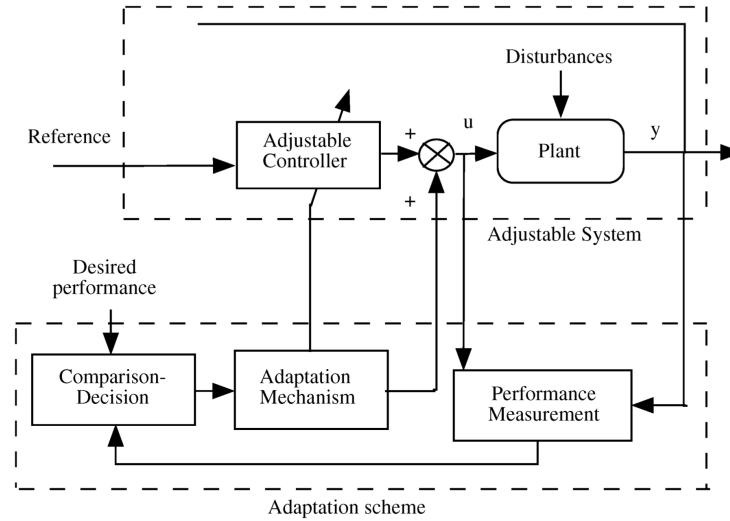 Disturbances
Reference
Adjustable
Controller
+
u
Plant
y
+
Adjustable System
Desired
performance
Comparison-
Decision
Adaptation
Mechanism
Performance
Measurement
Adaptation scheme